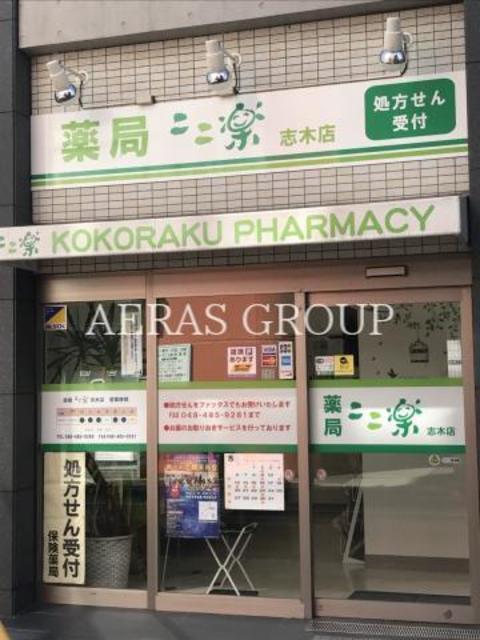 薬局 ここ楽 志木店
処方せん
受付
ここ楽 KOKORAKU PHARMACY
AERAS GROUP
●処方せんをファックスでもお受けいたします
FAX 048-485-9261まで
●お薬のお取りおきサービスを行っております
薬局 ここ楽 志木店
処方せん受付
保険薬局